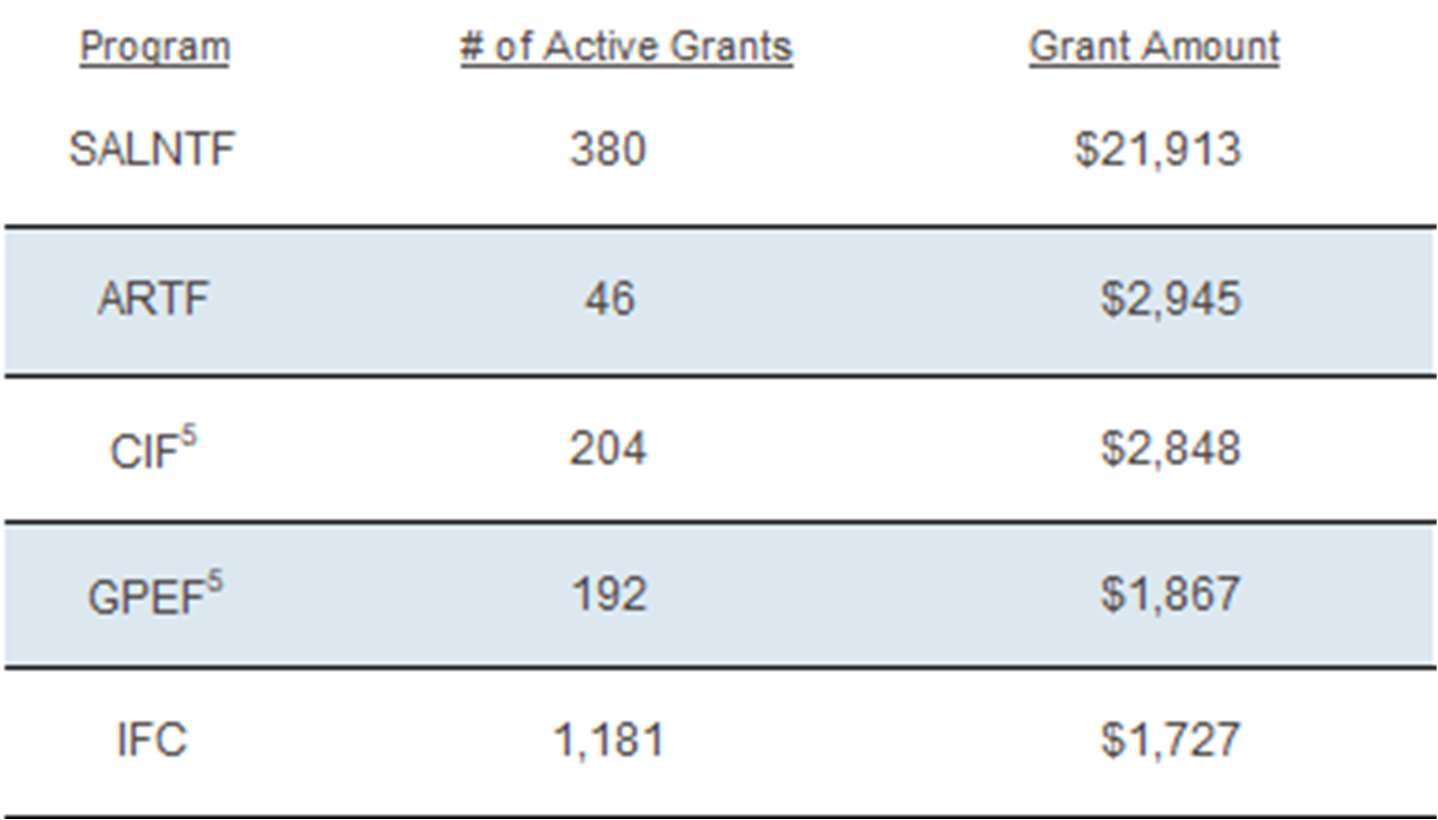 Program # of Active Grants Grant Amount
SALNTF 380 $21,913
ARTF 46 $2,945
CIF⁵ 204 $2,848
GPEF⁵ 192 $1,867
IFC 1,181 $1,727